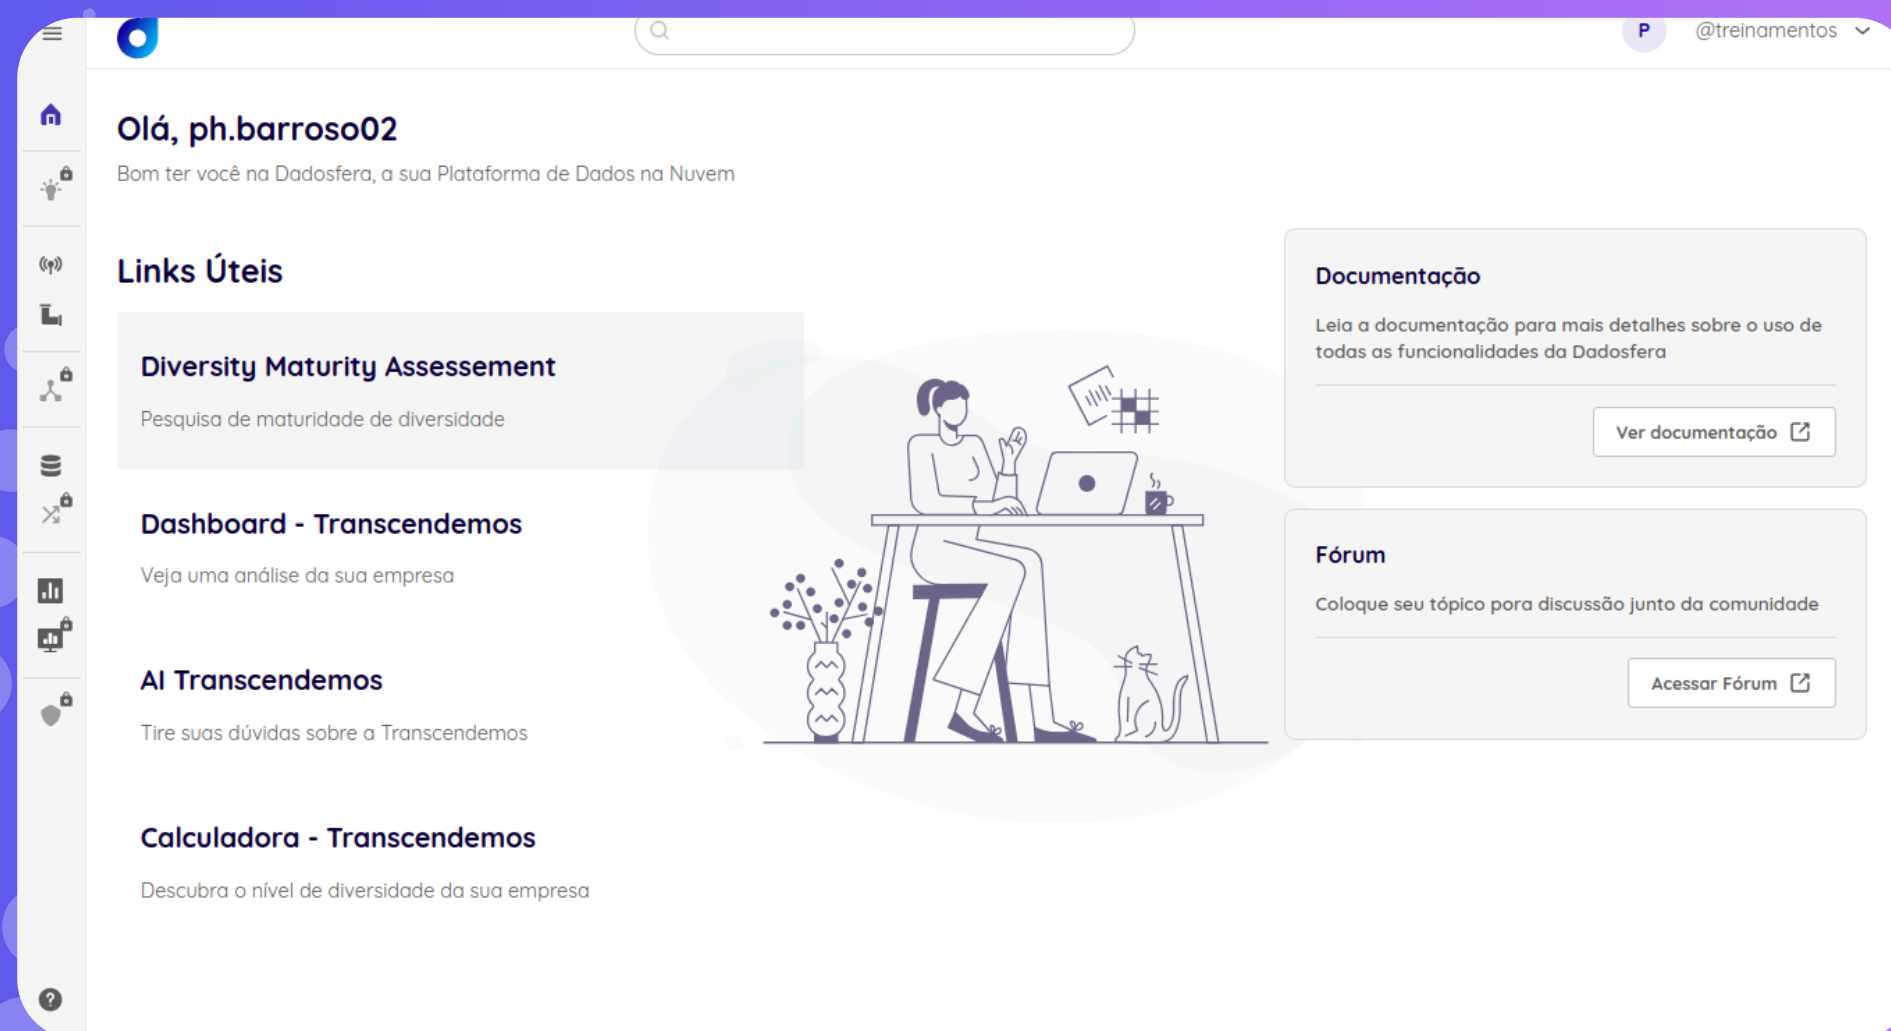 P
@treinamentos
Olá, ph.barroso02
Bom ter você na Dadosfera, a sua Plataforma de Dados na Nuvem
Links Úteis
Diversity Maturity Assessement
Pesquisa de maturidade de diversidade
Dashboard - Transcendemos
Veja uma análise da sua empresa
AI Transcendemos
Tire suas dúvidas sobre a Transcendemos
Calculadora - Transcendemos
Descubra o nível de diversidade da sua empresa
Documentação
Leia a documentação para mais detalhes sobre o uso de
todas as funcionalidades da Dadosfera
Ver documentação
Fórum
Coloque seu tópico pora discussão junto da comunidade
Acessar Fórum